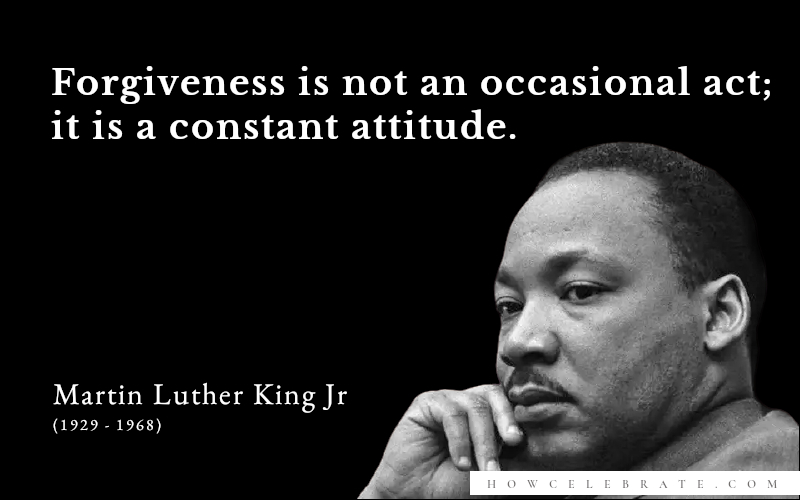 Forgiveness is not an occasional act;
it is a constant attitude.
Martin Luther King Jr
(1929 - 1968)
HOWCELEBRATE.COM